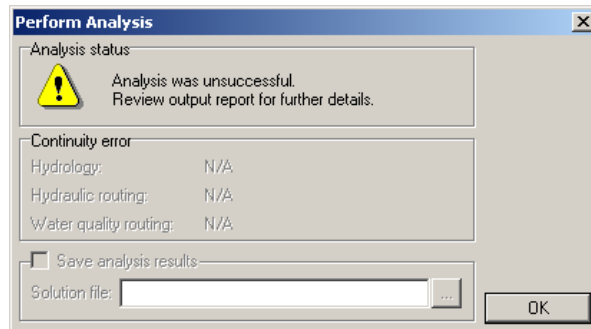 Perform Analysis
Analysis status
Analysis was unsuccessful.
Review output report for further details.
Continuity error
Hydrology: N/A
Hydraulic routing: N/A
Water quality routing: N/A
Save analysis results
Solution file: ...
OK